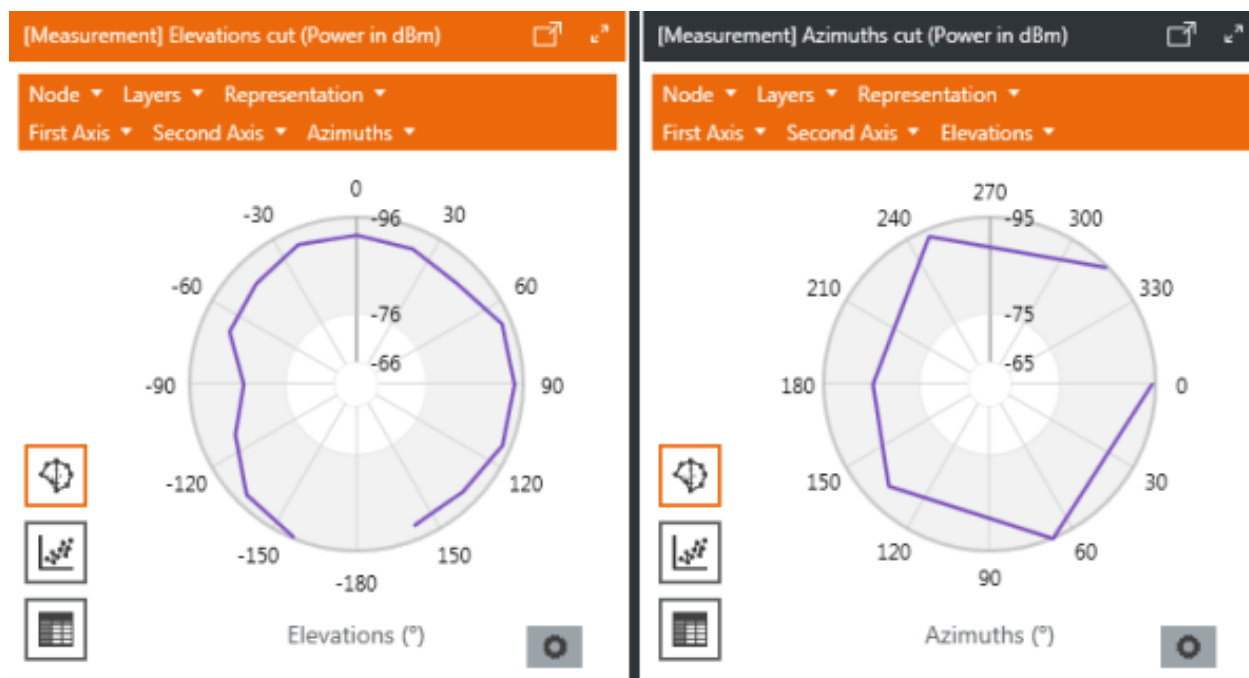 [Measurement] Elevations cut (Power in dBm)
Node Layers Representation
First Axis Second Axis Azimuths
0
-30 -96 30
-60 60
-76
-66
-90 90
-120 120
-150 150
-180
Elevations (°)
[Measurement] Azimuths cut (Power in dBm)
Node Layers Representation
First Axis Second Axis Elevations
270
240 -95 300
210 330
-75
-65
180 0
150 30
120 60
90
Azimuths (°)